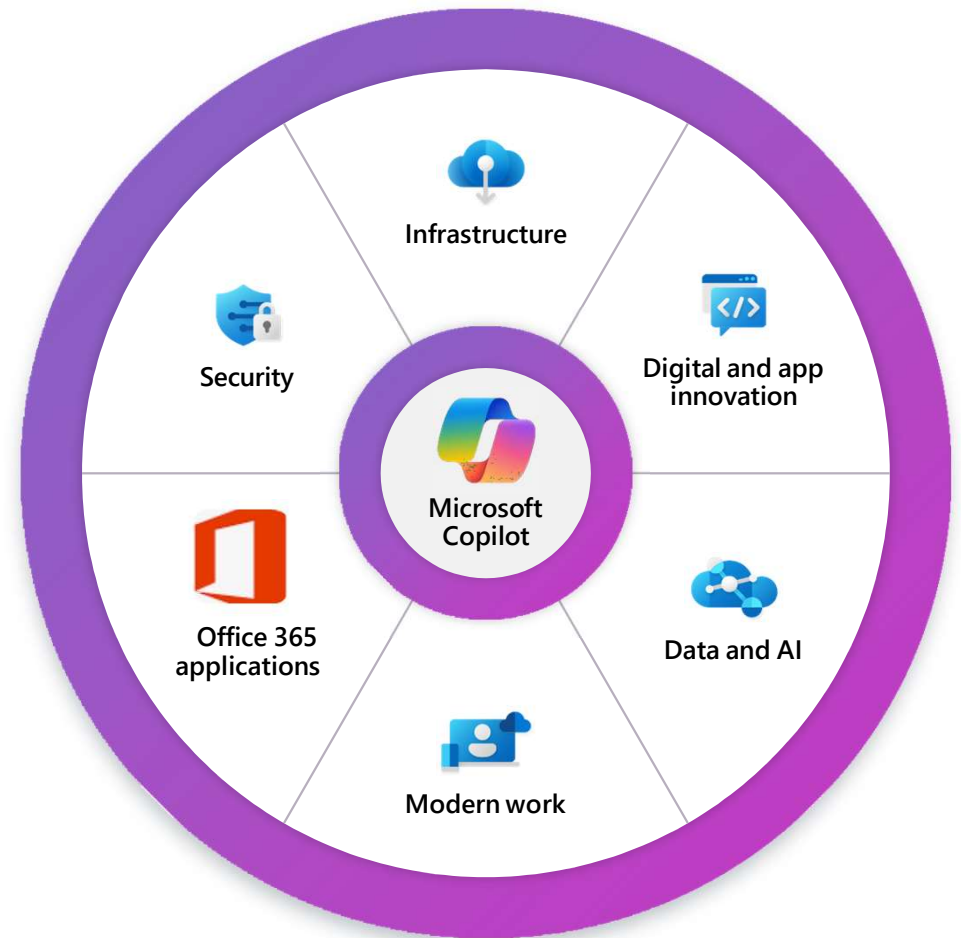 Infrastructure
Digital and app
innovation
Data and AI
Modern work
Office 365
applications
Security
Microsoft
Copilot